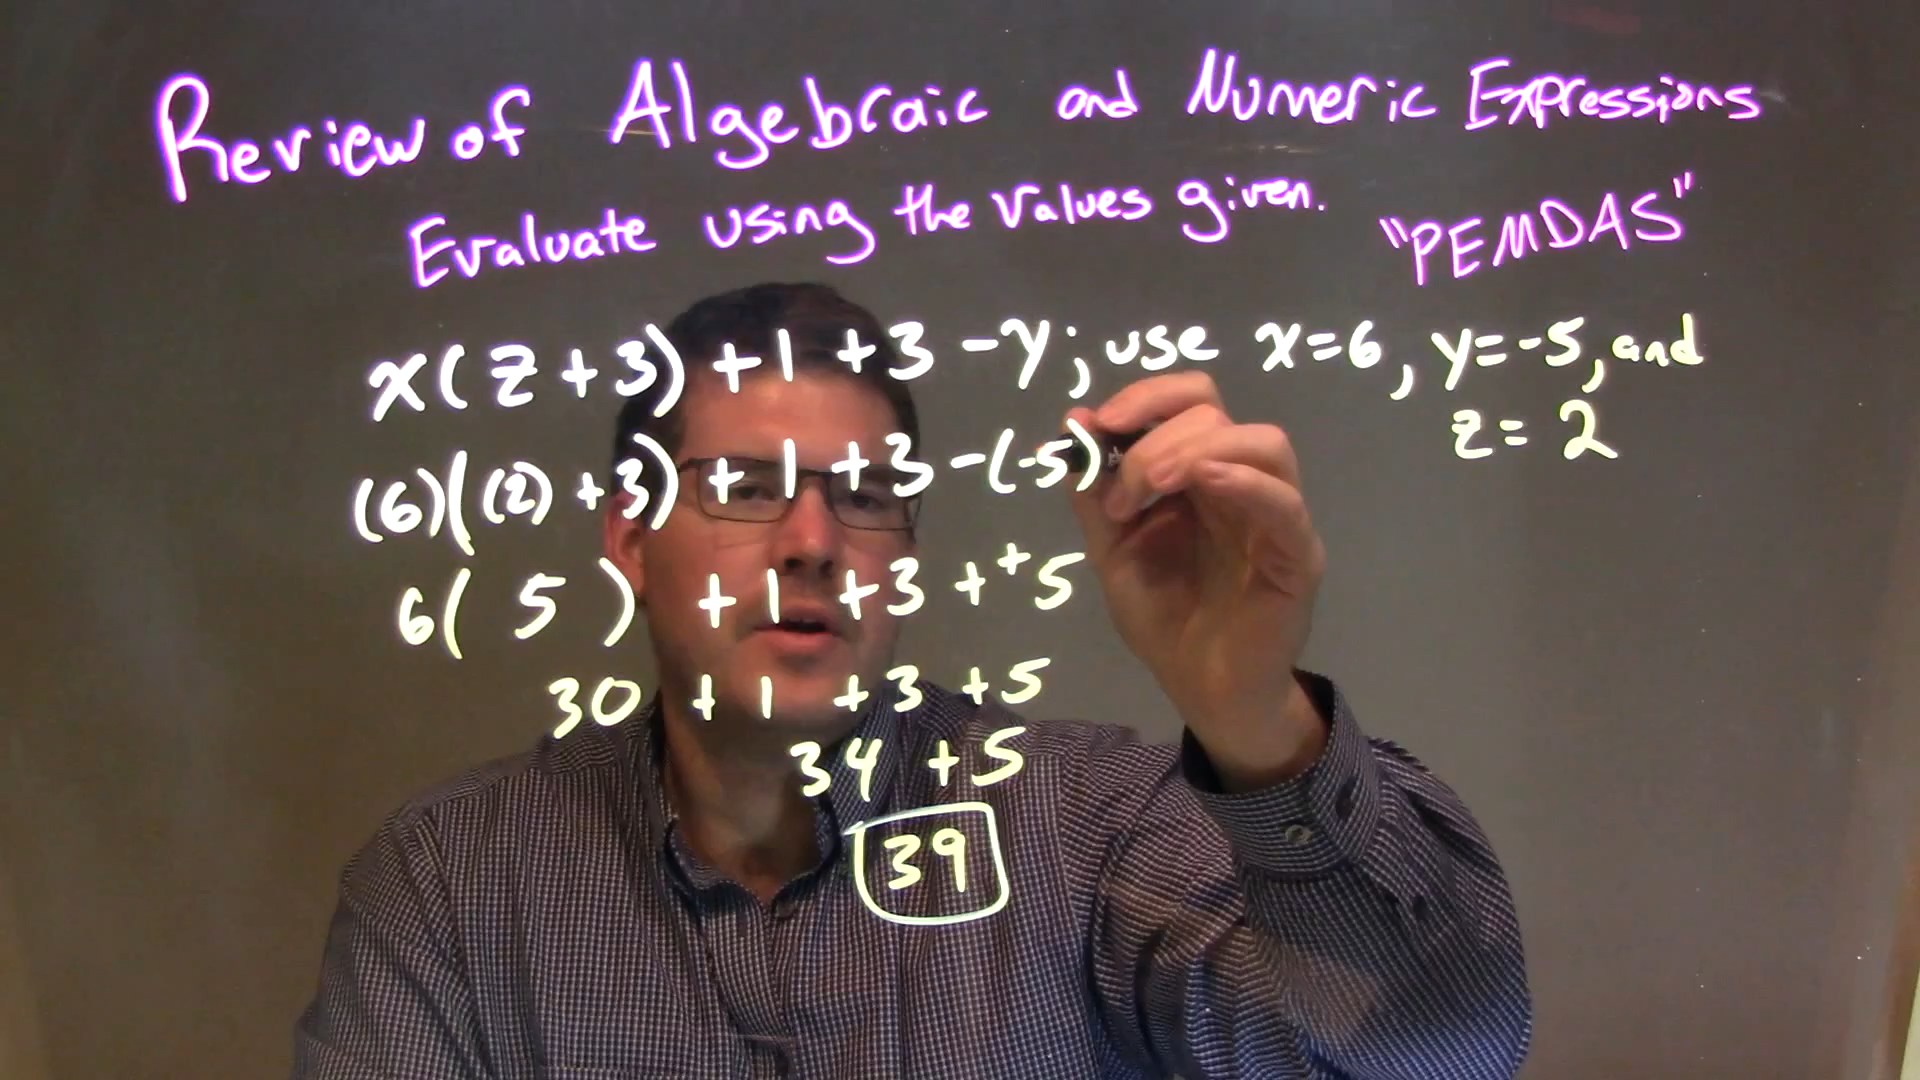 Review of Algebraic and Numeric Expressions
Evaluate using the values given. "PEMDAS"
x(z+3)+1+3-y; use x=6, y=-5, and
z=2
(6)((2)+3)+1+3-(-5)
6(5)+1+3++5
30+1+3+5
34+5
39